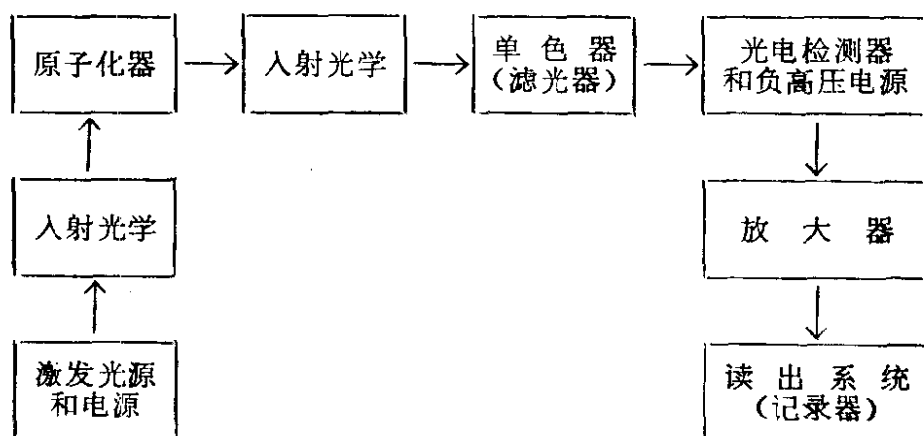 原子化器
入射光学
单色器
（滤光器）
光电检测器
和负高压电源
入射光学
放大器
激发光源
和电源
读出系统
（记录器）